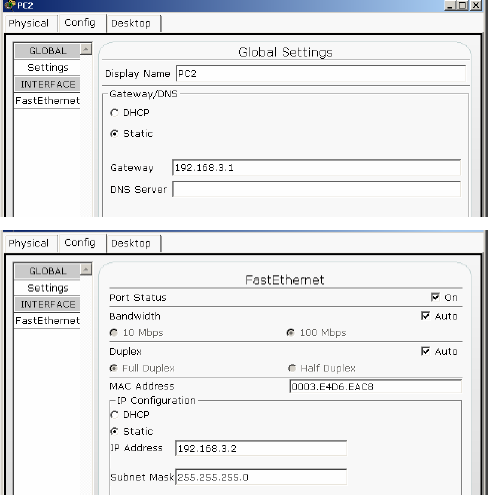 PC2
Physical Config Desktop
GLOBAL
Settings
INTERFACE
FastEthernet
Global Settings
Display Name PC2
Gateway/DNS
DHCP
Static
Gateway 192.168.3.1
DNS Server
Physical Config Desktop
GLOBAL
Settings
INTERFACE
FastEthernet
FastEthernet
Port Status On
Bandwidth Auto
10 Mbps 100 Mbps
Duplex Auto
Full Duplex Half Duplex
MAC Address 0003.E4D6.EAC8
IP Configuration
DHCP
Static
IP Address 192.168.3.2
Subnet Mask 255.255.255.0